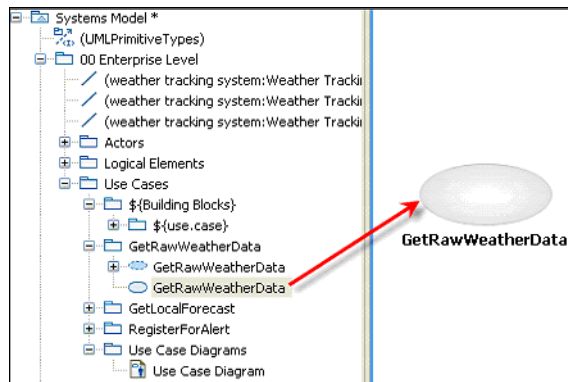 Systems Model *
(UMLPrimitiveTypes)
00 Enterprise Level
(weather tracking system:Weather Trackin
(weather tracking system:Weather Trackin
(weather tracking system:Weather Trackin
Actors
Logical Elements
Use Cases
${Building Blocks}
${use.case}
GetRawWeatherData
GetRawWeatherData
GetRawWeatherData
GetLocalForecast
RegisterForAlert
Use Case Diagrams
Use Case Diagram
GetRawWeatherData